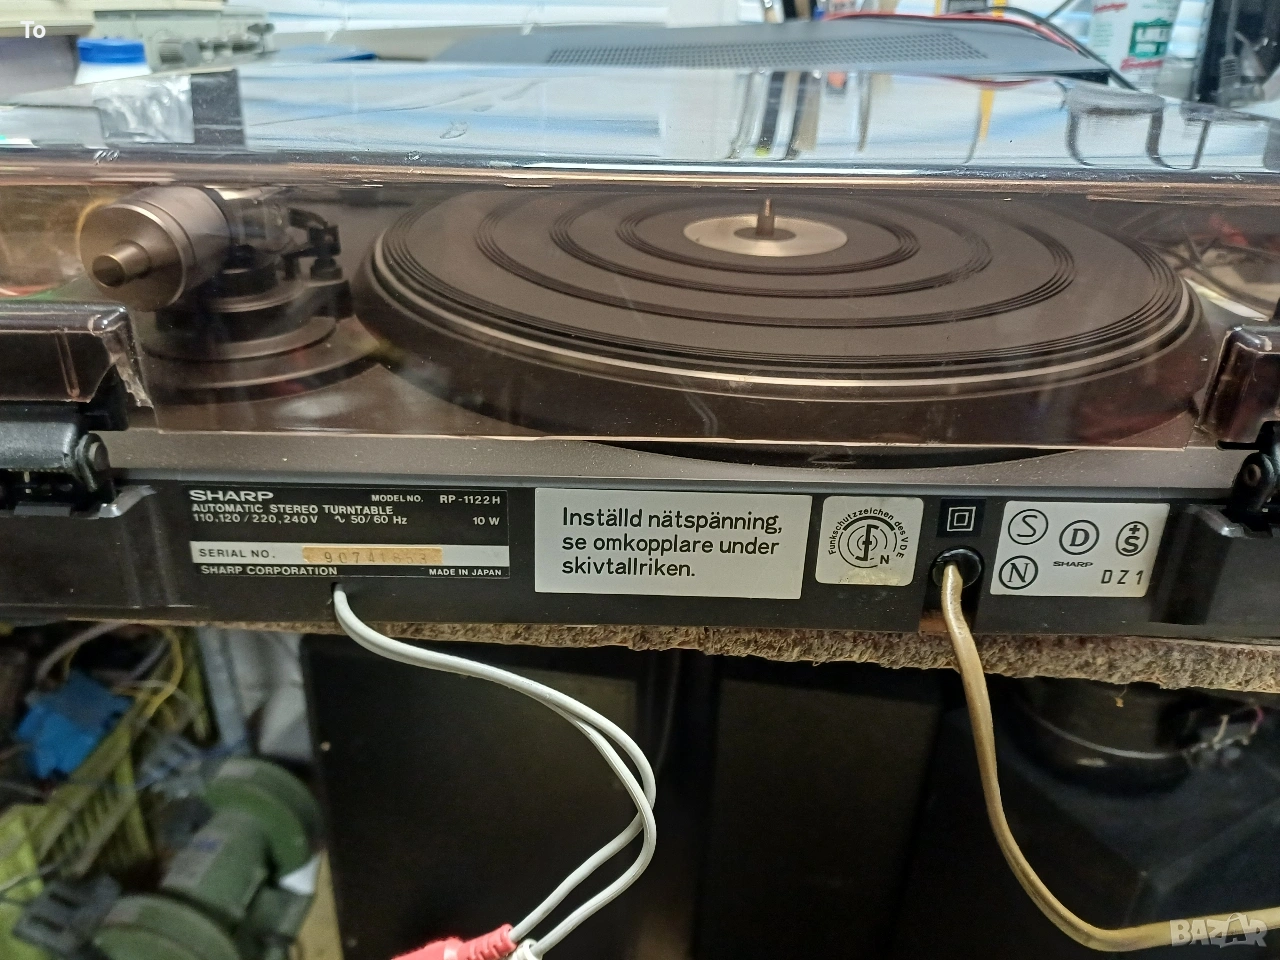 To
SHARP
MODEL NO. RP-1122H
AUTOMATIC STEREO TURNTABLE
110.120/220,240V ∿ 50/60 Hz 10 W
SERIAL NO.
SHARP CORPORATION MADE IN JAPAN
Inställd nätspänning,
se omkopplare under
skivtallriken.
Funkschutzzeichen des VDE
N
S
D
+S
N
SHARP
DZ1
BAZAR